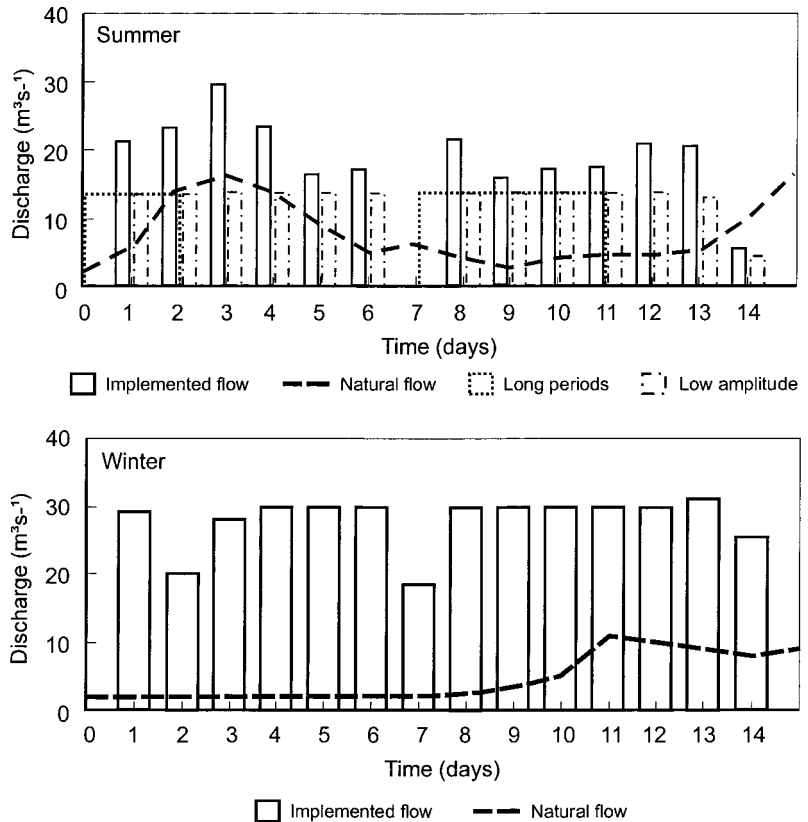 Summer
Discharge (m³s-¹)
40
30
20
10
0
0 1 2 3 4 5 6 7 8 9 10 11 12 13 14
Time (days)
Implemented flow Natural flow Long periods Low amplitude
Winter
Discharge (m³s-¹)
40
30
20
10
0
0 1 2 3 4 5 6 7 8 9 10 11 12 13 14
Time (days)
Implemented flow Natural flow